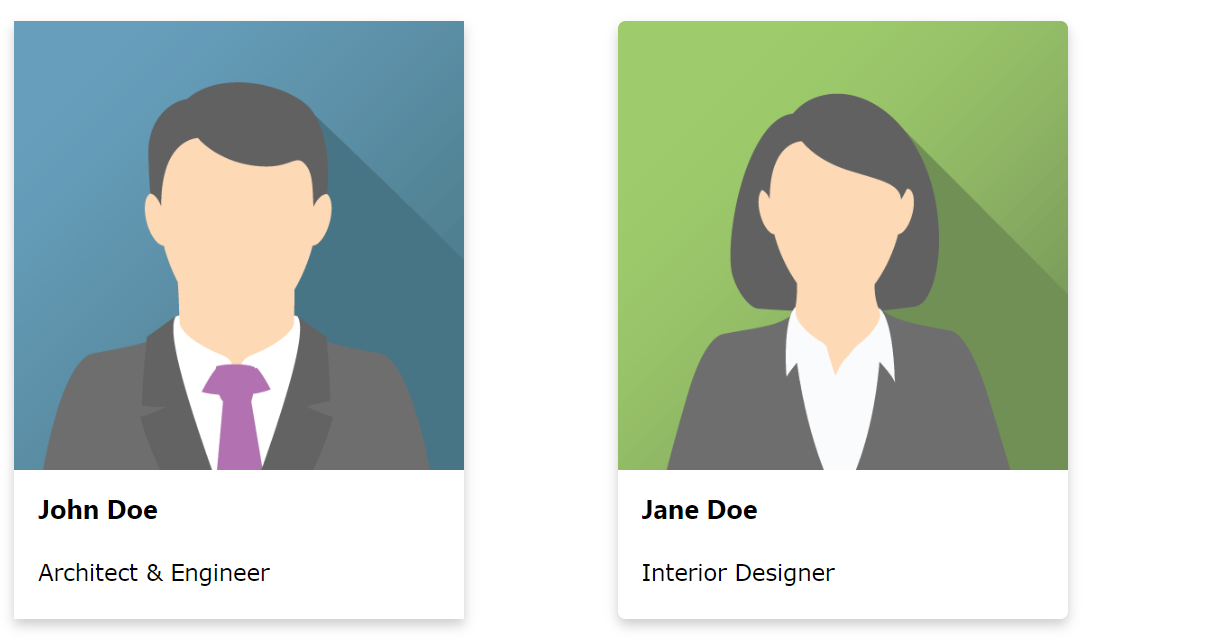 John Doe
Architect & Engineer
Jane Doe
Interior Designer